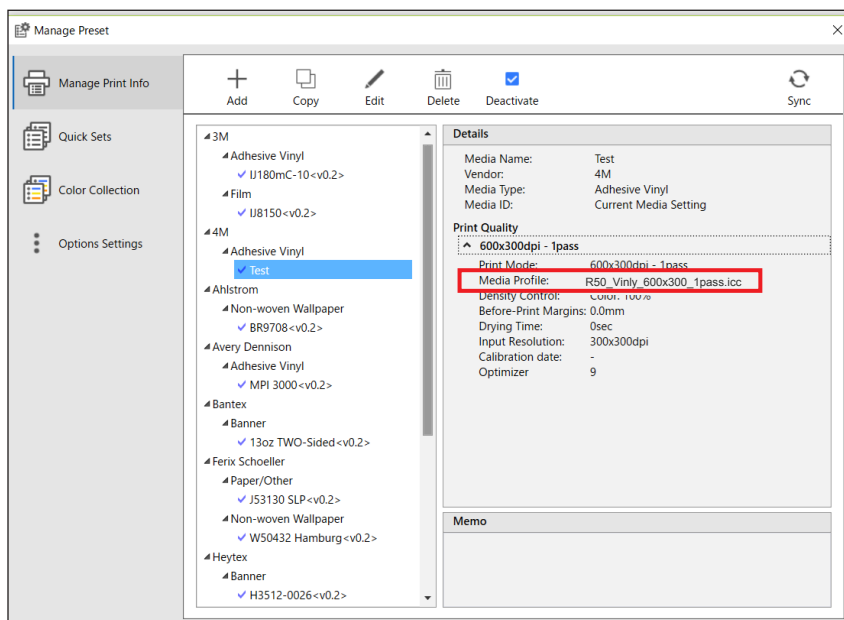 Manage Preset
Manage Print Info
Quick Sets
Color Collection
Options Settings
Add Copy Edit Delete Deactivate Sync
3M
Adhesive Vinyl
IJ180mC-10<v0.2>
Film
IJ8150<v0.2>
4M
Adhesive Vinyl
Test
Ahlstrom
Non-woven Wallpaper
BR9708<v0.2>
Avery Dennison
Adhesive Vinyl
MPI 3000<v0.2>
Bantex
Banner
13oz TWO-Sided<v0.2>
Ferix Schoeller
Paper/Other
J53130 SLP<v0.2>
Non-woven Wallpaper
W50432 Hamburg<v0.2>
Heytex
Banner
H3512-0026<v0.2>
Details
Media Name: Test
Vendor: 4M
Media Type: Adhesive Vinyl
Media ID: Current Media Setting
Print Quality
600x300dpi - 1pass
Print Mode: 600x300dpi - 1pass
Media Profile: R50_Vinly_600x300_1pass.icc
Density Control: Color: 100%
Before-Print Margins: 0.0mm
Drying Time: 0sec
Input Resolution: 300x300dpi
Calibration date: -
Optimizer 9
Memo